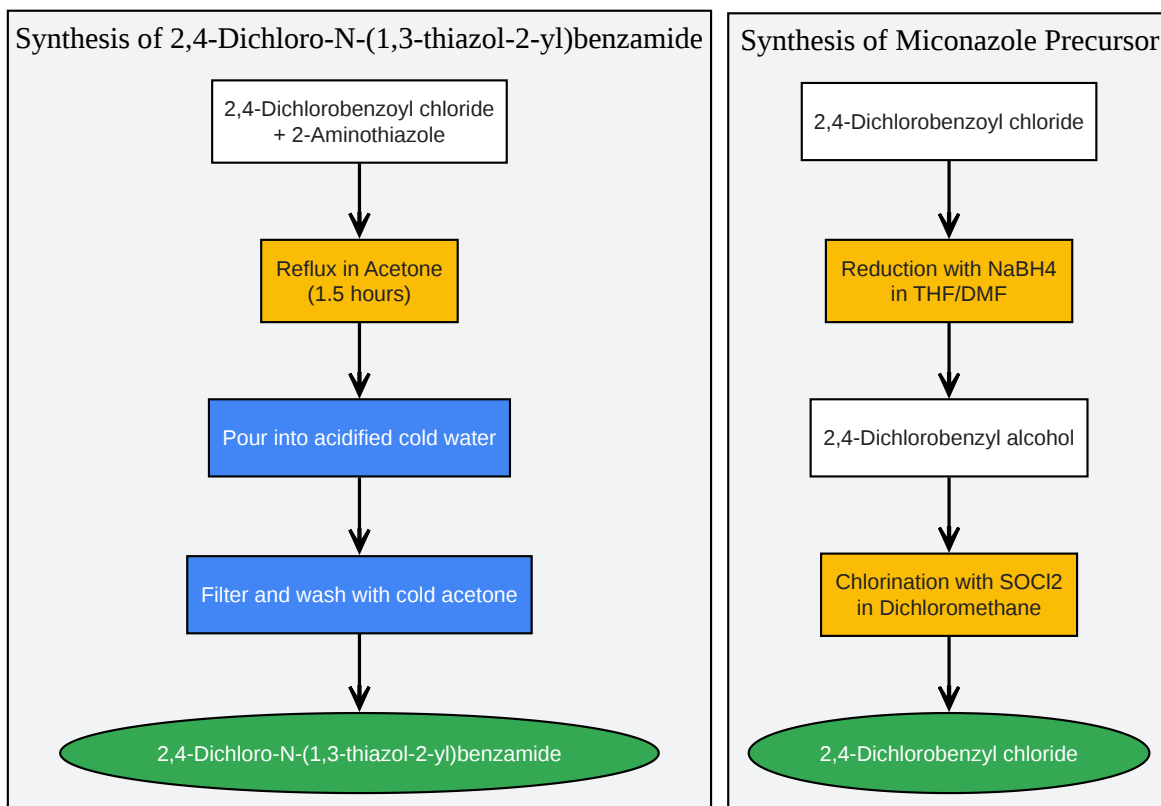 Synthesis of 2,4-Dichloro-N-(1,3-thiazol-2-yl)benzamide
2,4-Dichlorobenzoyl chloride
+ 2-Aminothiazole
Reflux in Acetone
(1.5 hours)
Pour into acidified cold water
Filter and wash with cold acetone
2,4-Dichloro-N-(1,3-thiazol-2-yl)benzamide
Synthesis of Miconazole Precursor
2,4-Dichlorobenzoyl chloride
Reduction with NaBH4
in THF/DMF
2,4-Dichlorobenzyl alcohol
Chlorination with SOCl2
in Dichloromethane
2,4-Dichlorobenzyl chloride